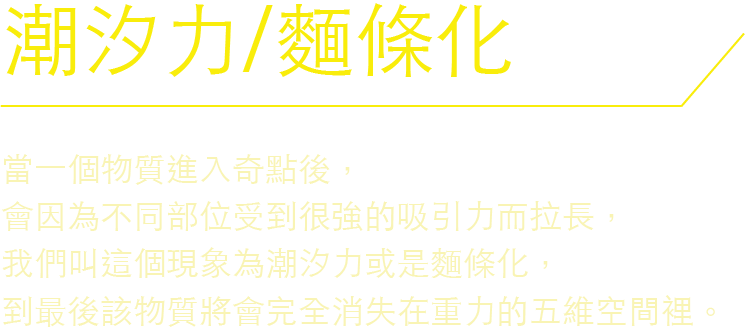 潮汐力/麵條化
當一個物質進入奇點後，
會因為不同部位受到很強的吸引力而拉長，
我們叫這個現象為潮汐力或是麵條化，
到最後該物質將會完全消失在重力的五維空間裡。